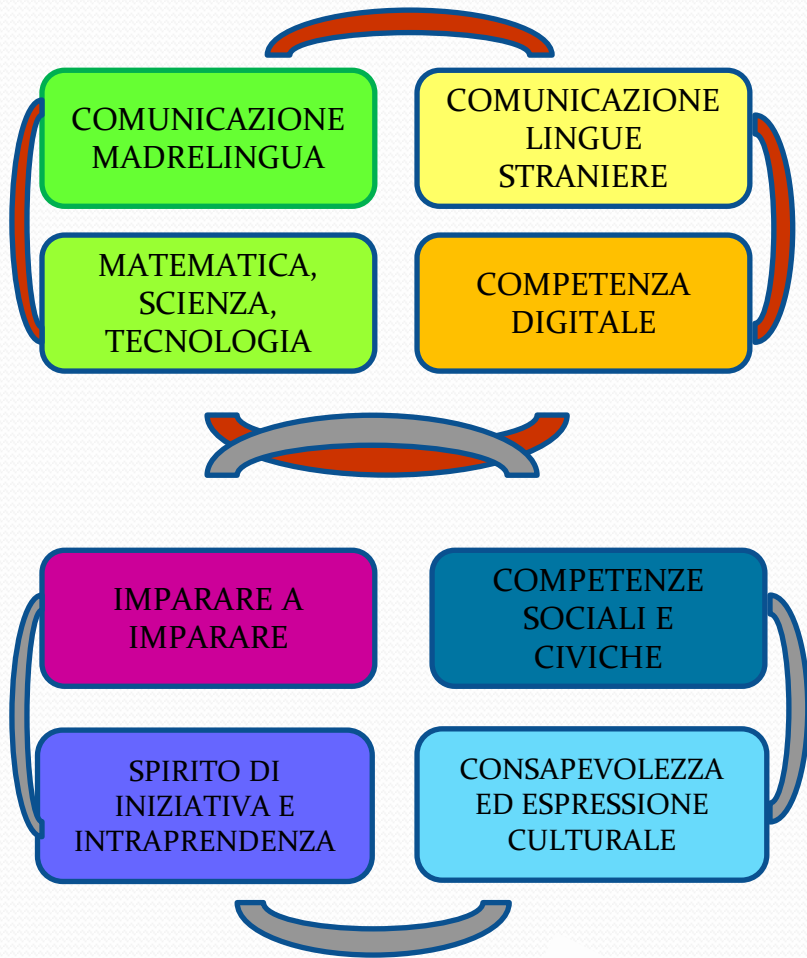 COMUNICAZIONE
MADRELINGUA
COMUNICAZIONE
LINGUE
STRANIERE
MATEMATICA,
SCIENZA,
TECNOLOGIA
COMPETENZA
DIGITALE
IMPARARE A
IMPARARE
COMPETENZE
SOCIALI E
CIVICHE
SPIRITO DI
INIZIATIVA E
INTRAPRENDENZA
CONSAPEVOLEZZA
ED ESPRESSIONE
CULTURALE